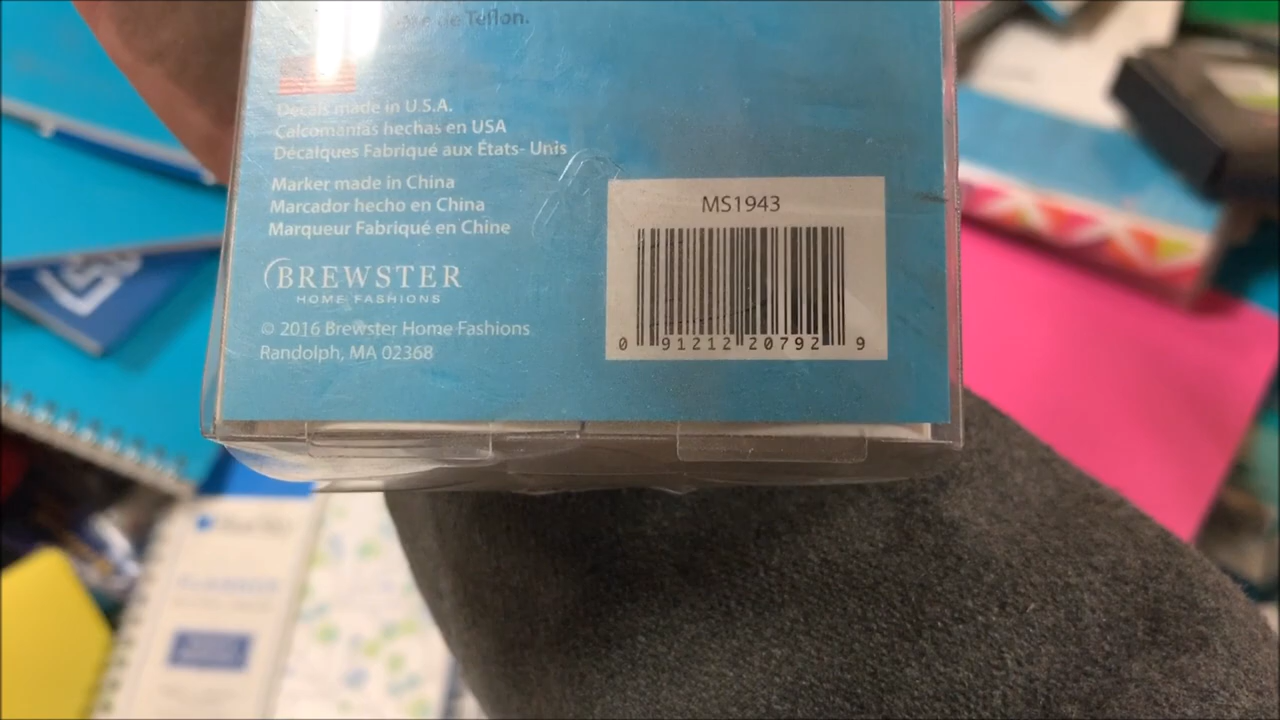 de Teflon.
Decals made in U.S.A.
Calcomanías hechas en USA
Décalques Fabriqué aux États- Unis
Marker made in China
Marcador hecho en China
Marqueur Fabriqué en Chine
BREWSTER
HOME FASHIONS
© 2016 Brewster Home Fashions
Randolph, MA 02368
MS1943
0 91212 20792 9